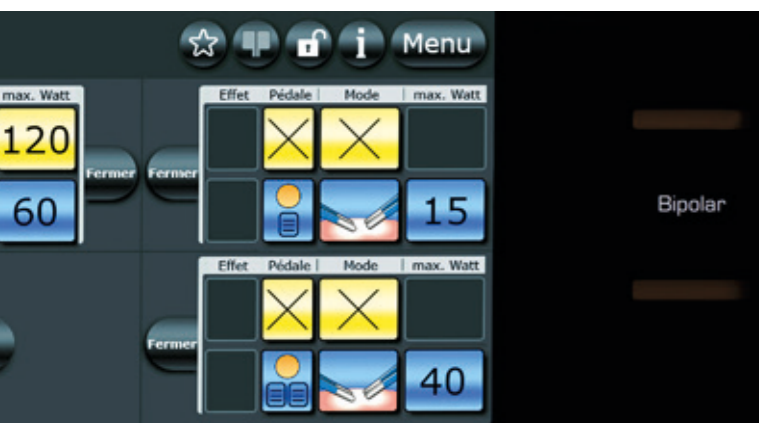 i Menu
max. Watt
120
60
Fermer
Fermer
Effet Pédale Mode max. Watt
15
Effet Pédale Mode max. Watt
Fermer
40
Bipolar